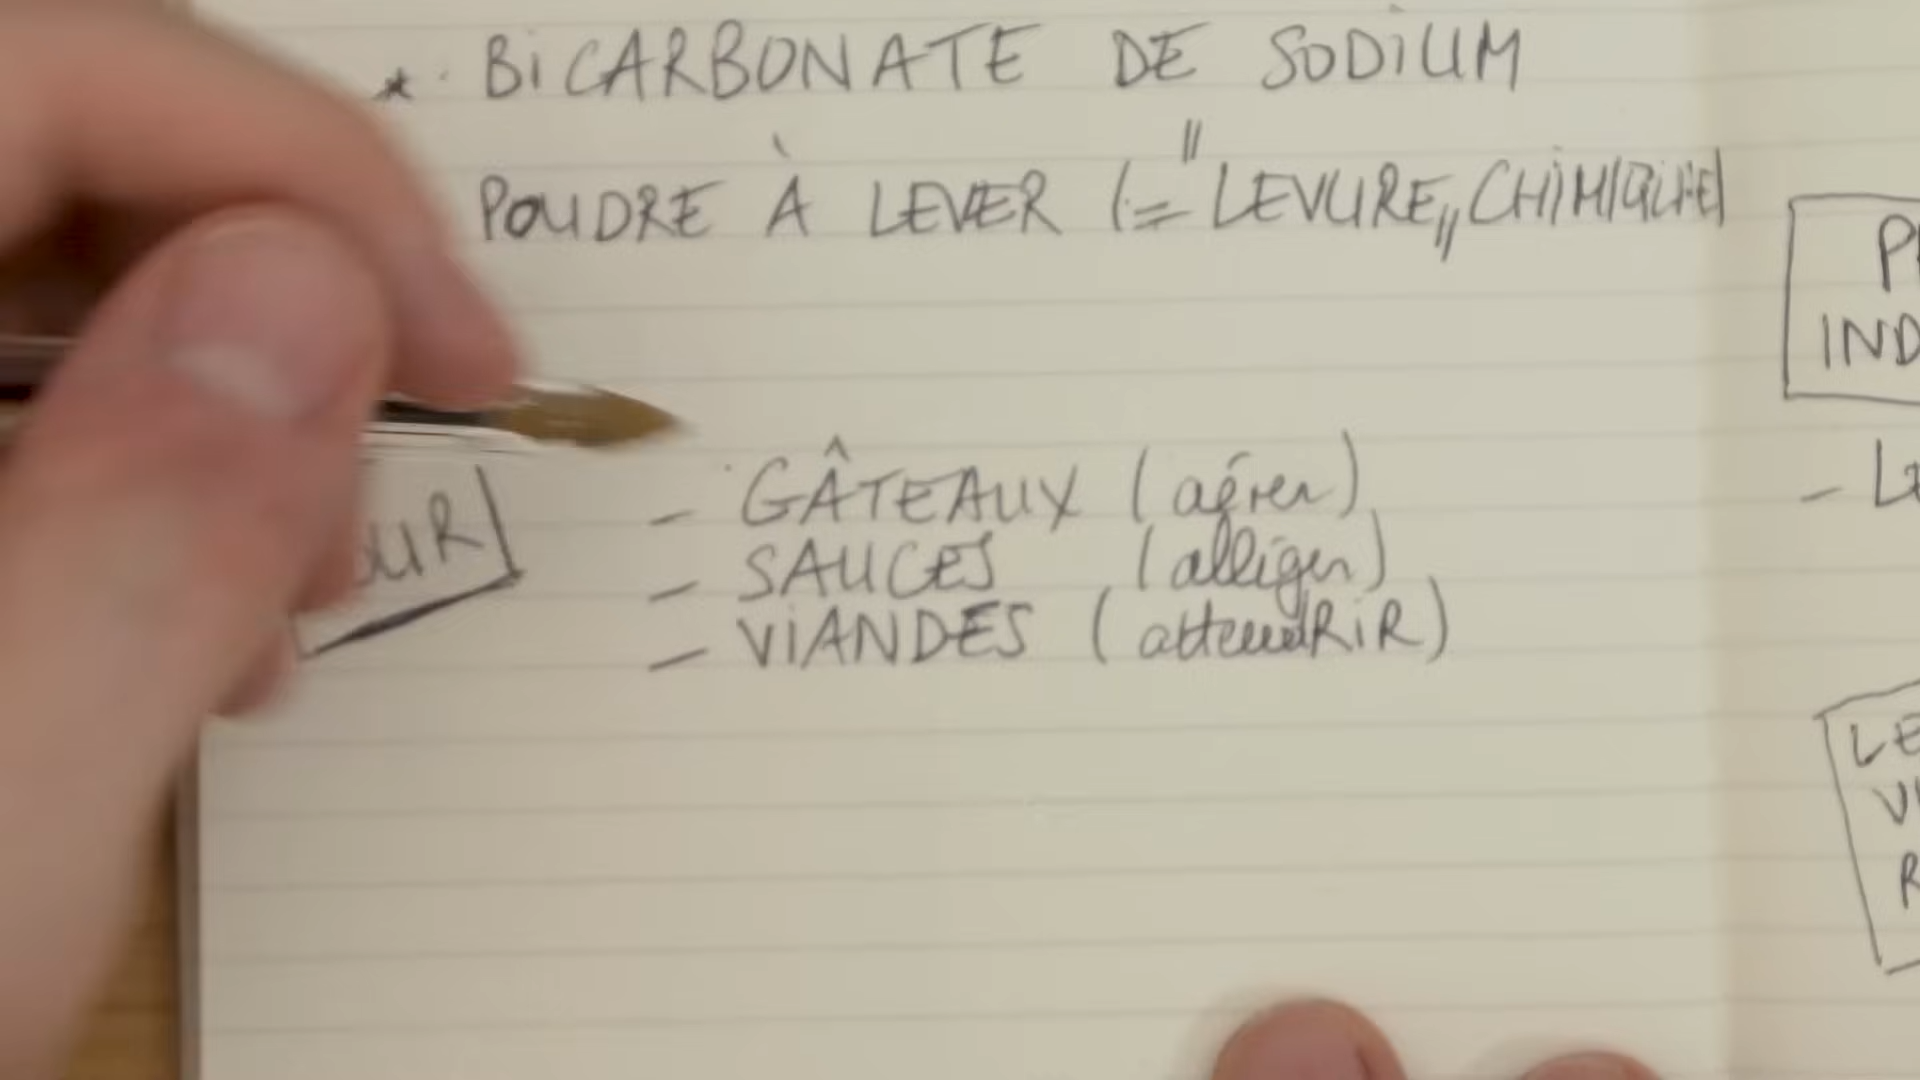 * BiCARBONATE DE SODiUM
POUDRE À LEVER (= "LEVURE" CHiMiQUE)
- GÂTEAUX (aérer)
- SAUCES (alléger)
- ViANDES (attendRiR)